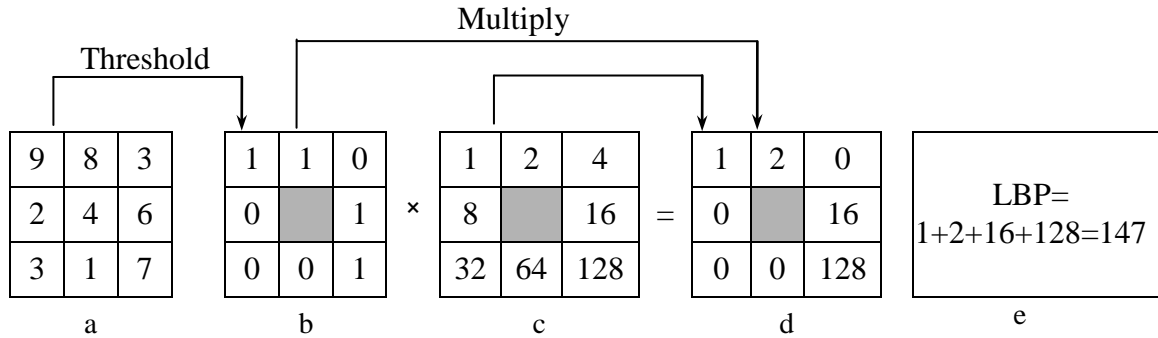 Multiply
Threshold
9 8 3 1 1 0 1 2 4 1 2 0
2 4 6 0 1 × 8 16 = 0 16
3 1 7 0 0 1 32 64 128 0 0 128
LBP=
1+2+16+128=147
a b c d e